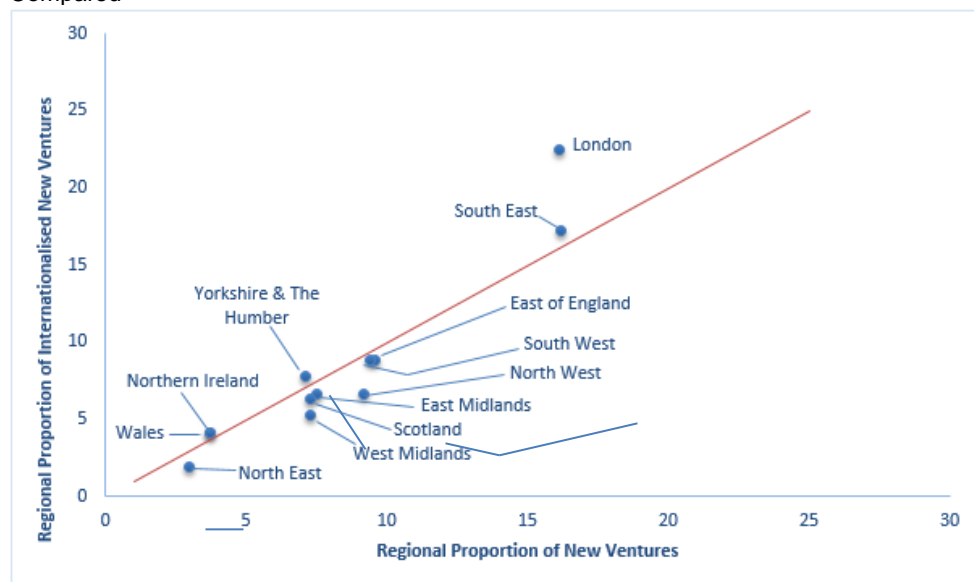 Compared
30
25
20
15
10
5
0
Regional Proportion of Internationalised New Ventures
London
South East
Yorkshire & The
Humber
East of England
South West
North West
Northern Ireland
East Midlands
Wales
Scotland
West Midlands
North East
0 5 10 15 20 25 30
Regional Proportion of New Ventures